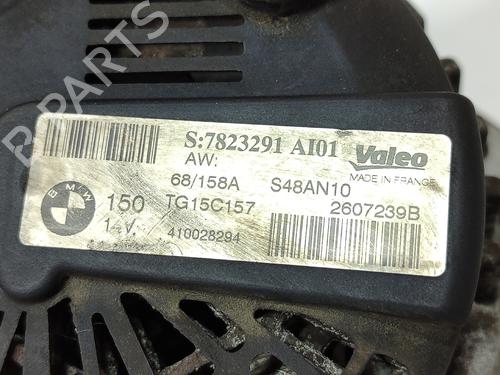 B PARTS
S:7823291 AI01
AW:
Valeo
MADE IN FRANCE
68/158A S48AN10
BMW
150 TG15C157 2607239B
14V 410028294